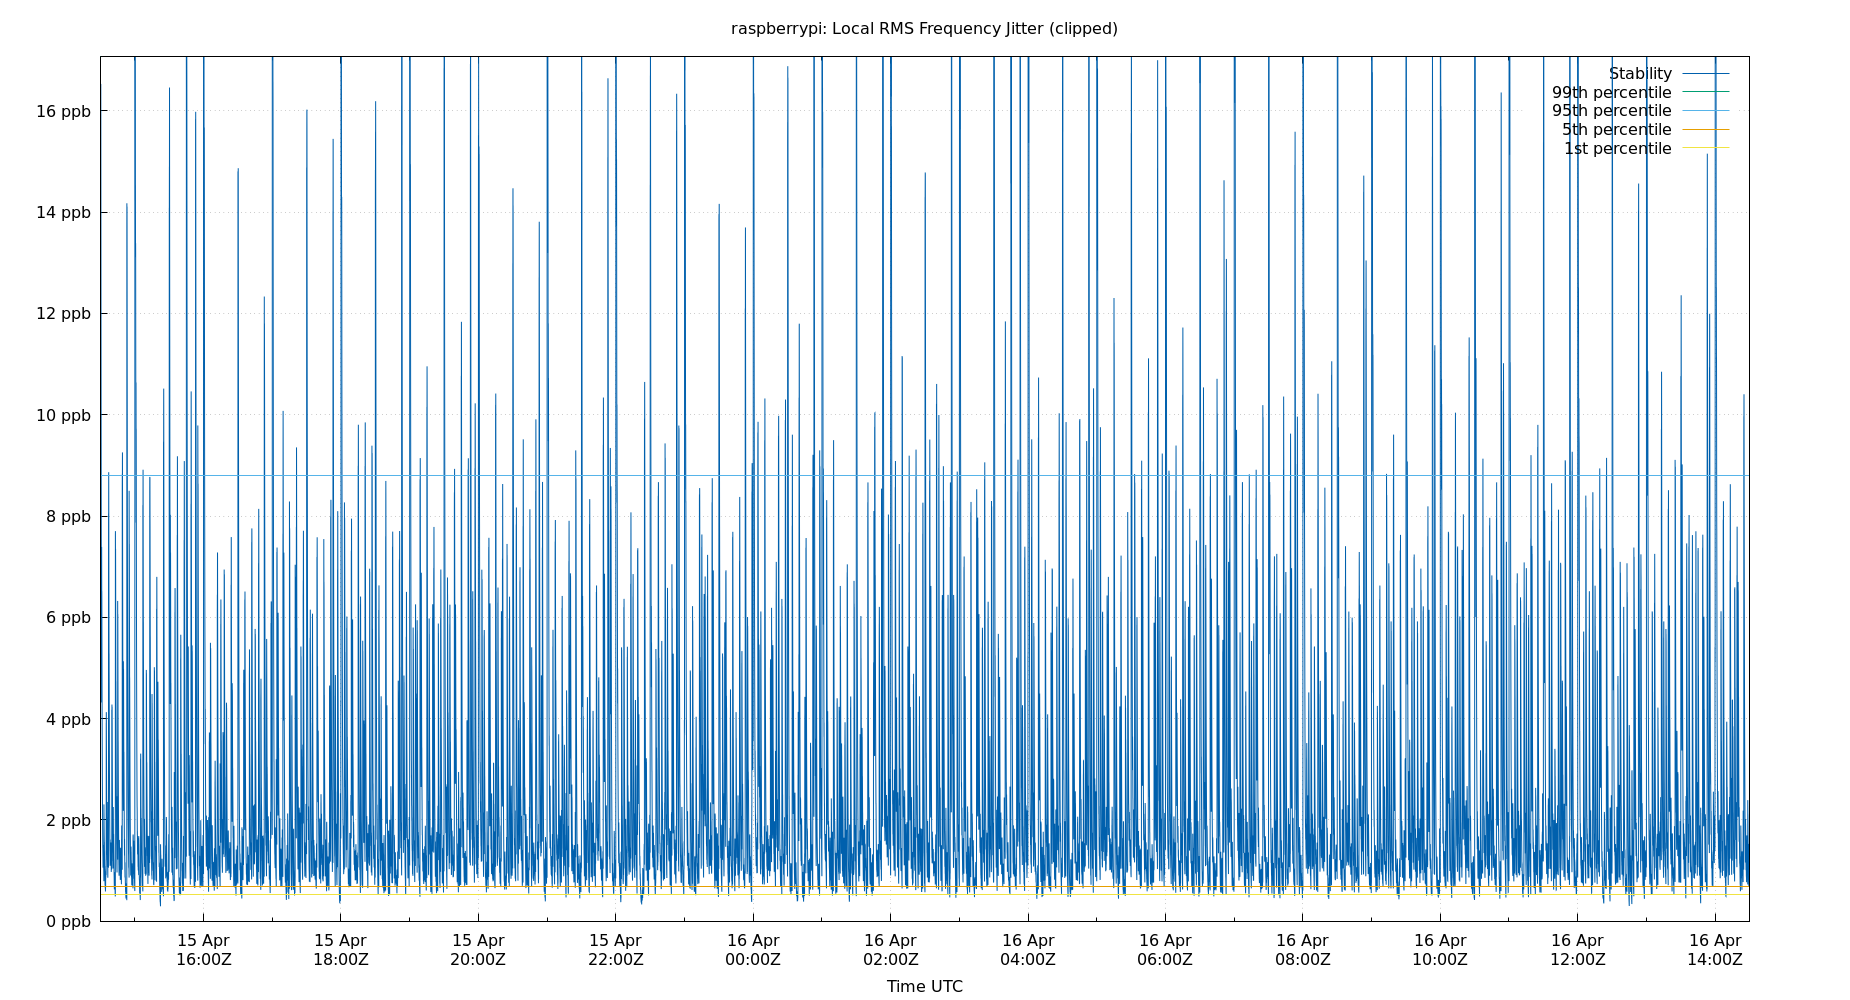 raspberrypi: Local RMS Frequency Jitter (clipped)
Stability
99th percentile
95th percentile
5th percentile
1st percentile
16 ppb
14 ppb
12 ppb
10 ppb
8 ppb
6 ppb
4 ppb
2 ppb
0 ppb
15 Apr 15 Apr 15 Apr 15 Apr 16 Apr 16 Apr 16 Apr 16 Apr 16 Apr 16 Apr 16 Apr 16 Apr
16:00Z 18:00Z 20:00Z 22:00Z 00:00Z 02:00Z 04:00Z 06:00Z 08:00Z 10:00Z 12:00Z 14:00Z
Time UTC